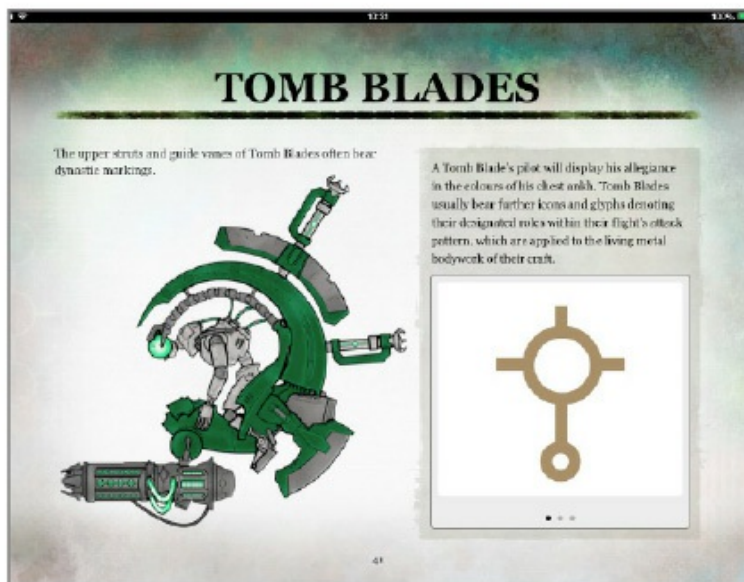 13:51
100%
TOMB BLADES
The upper struts and guide vanes of Tomb Blades often bear
dynastic markings.
A Tomb Blade's pilot will display his allegiance
in the colours of his chest ankh. Tomb Blades
usually bear further icons and glyphs denoting
their designated roles within their flight's attack
pattern, which are applied to the living metal
bodywork of their craft.